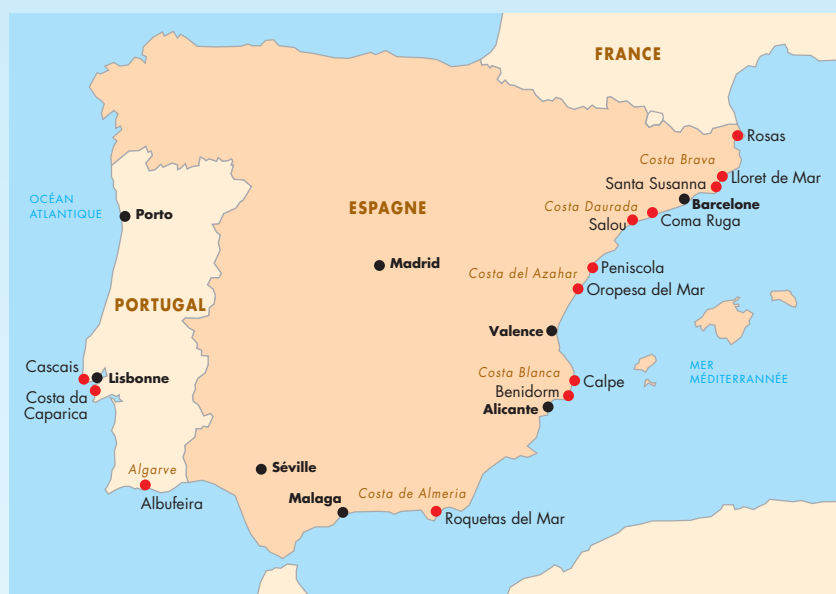 FRANCE
Rosas
Costa Brava
Lloret de Mar
Santa Susanna
OCÉAN
ATLANTIQUE
Porto
ESPAGNE
Costa Daurada
Barcelone
Salou
Coma Ruga
Madrid
Peniscola
Costa del Azahar
Oropesa del Mar
PORTUGAL
Valence
Cascais
Lisbonne
Costa da
Caparica
Costa Blanca
Calpe
MER
MÉDITERRANNÉE
Benidorm
Alicante
Séville
Algarve
Albufeira
Malaga
Costa de Almeria
Roquetas del Mar